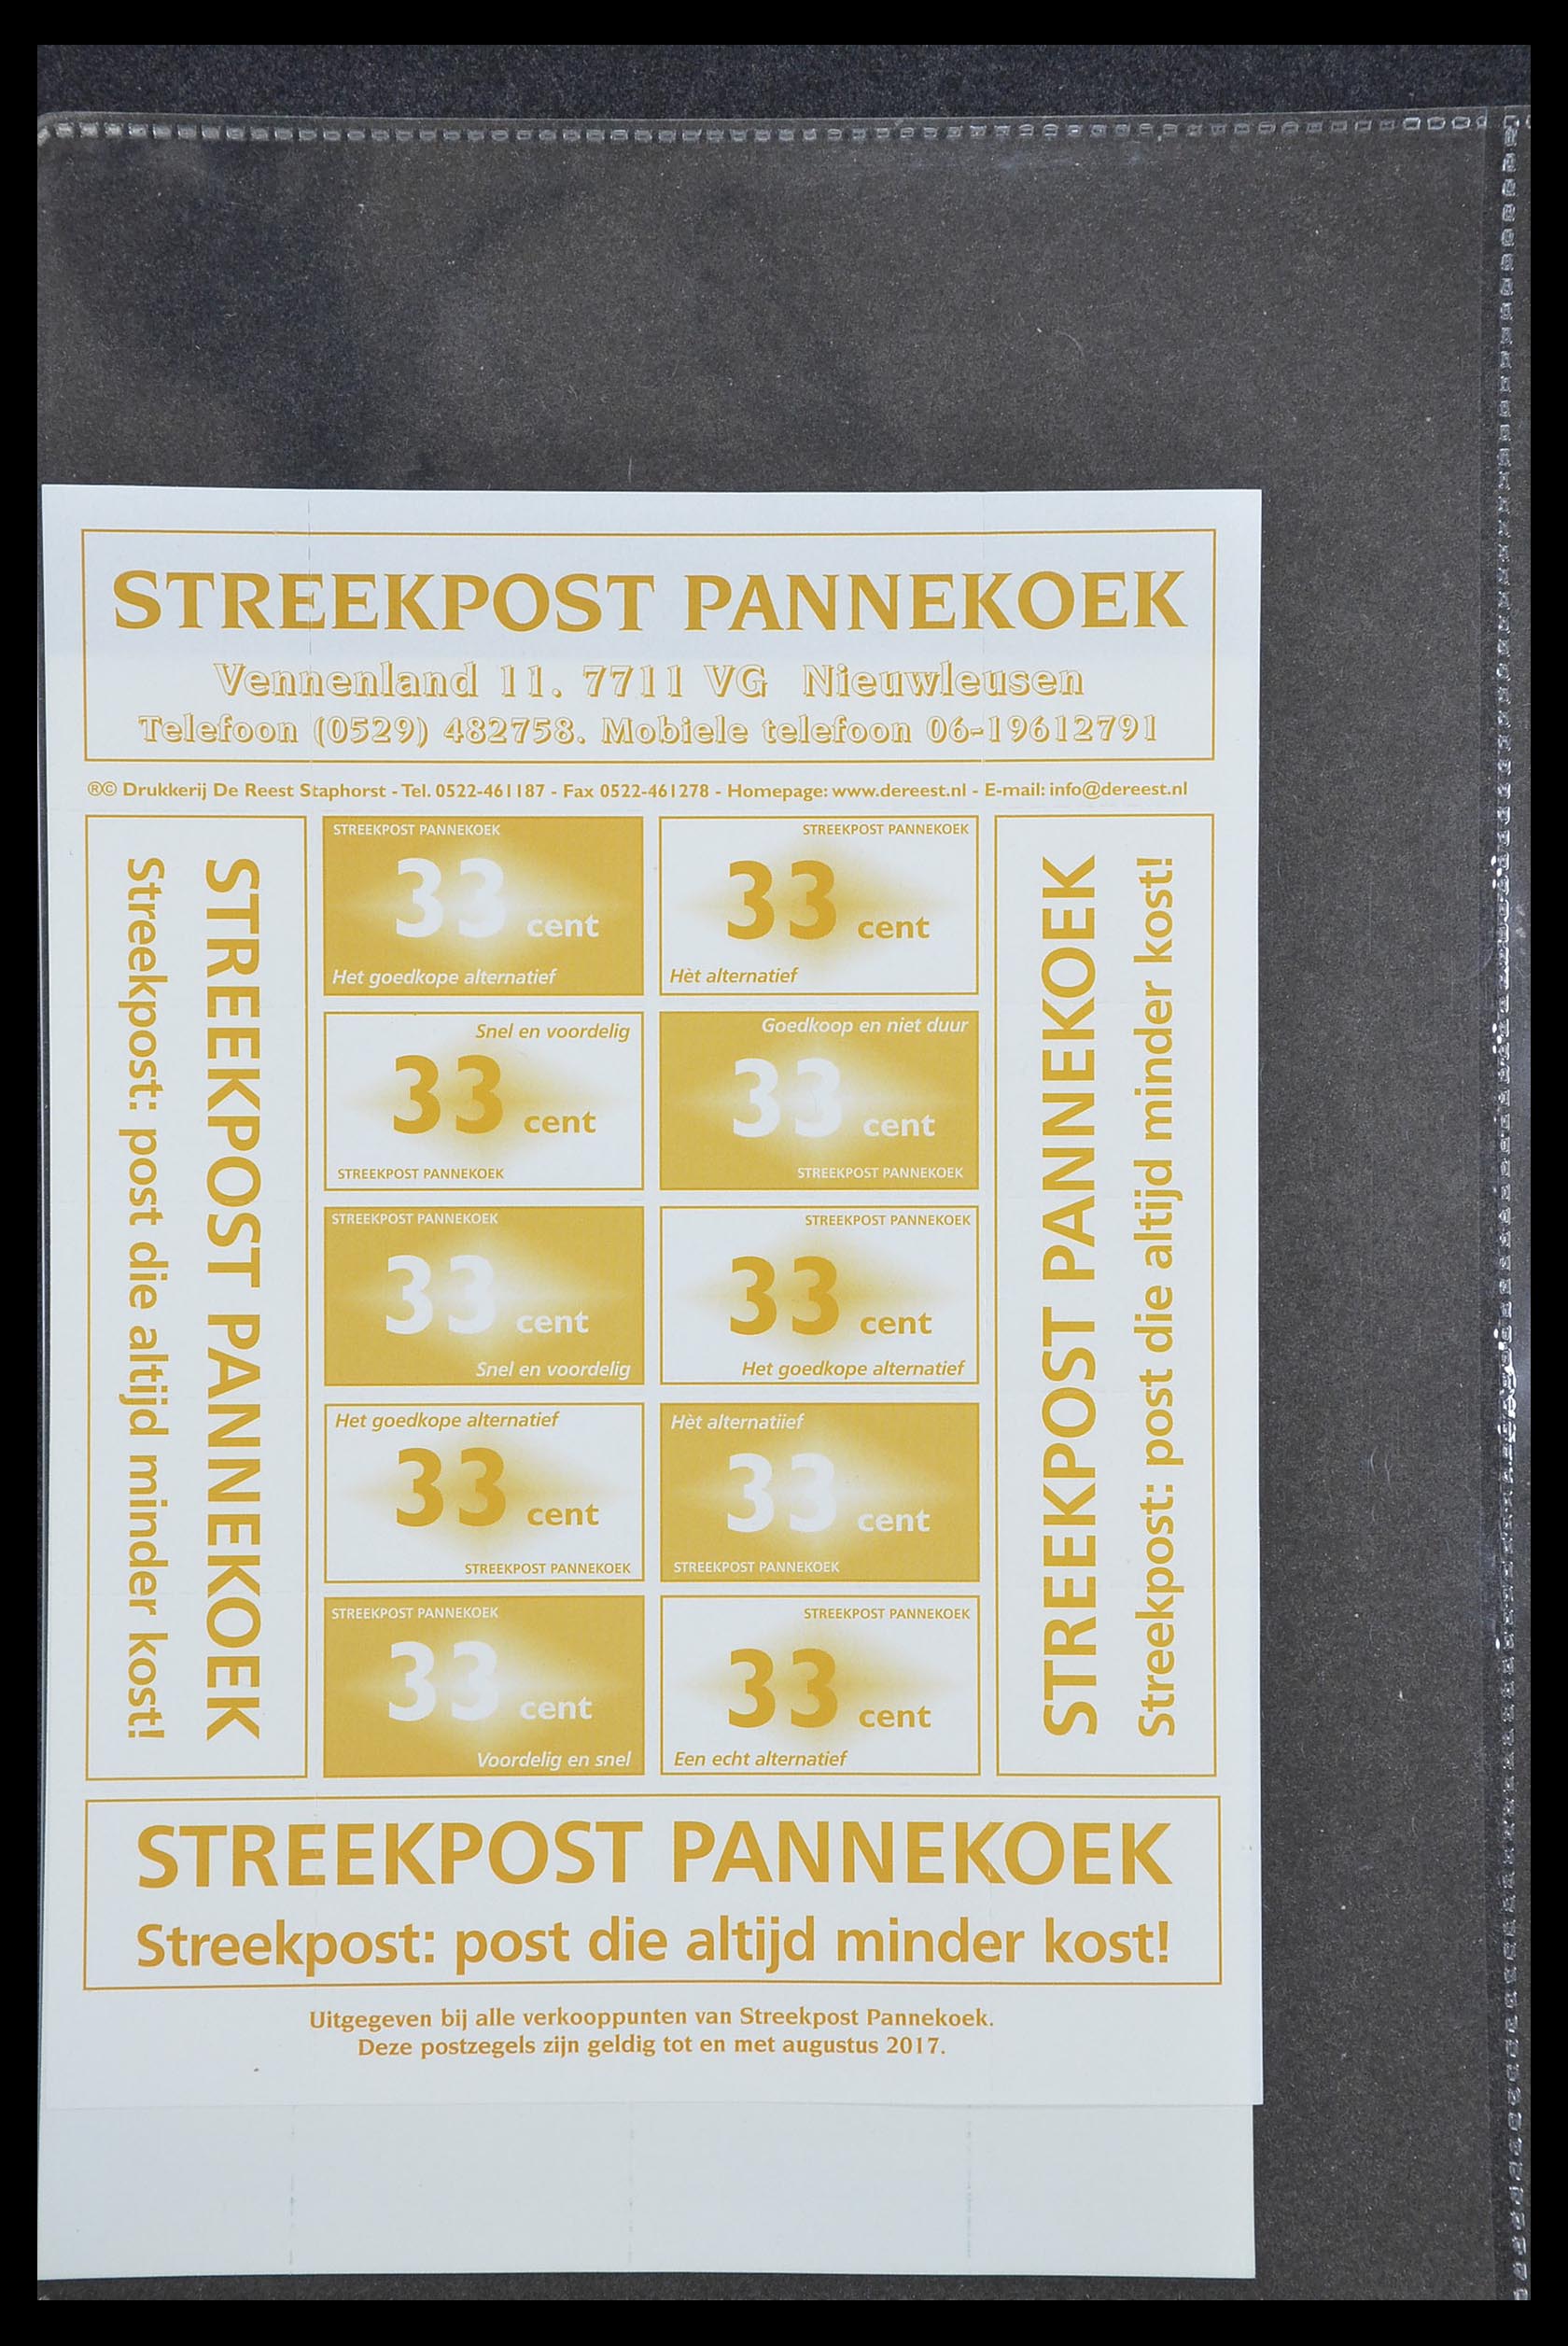 STREEKPOST PANNEKOEK
Vennenland 11. 7711 VG Nieuwleusen
Telefoon (0529) 482758. Mobiele telefoon 06-19612791
®© Drukkerij De Reest Staphorst - Tel. 0522-461187 - Fax 0522-461278 - Homepage: www.dereest.nl - E-mail: info@dereest.nl
STREEKPOST PANNEKOEK
Streekpost: post die altijd minder kost!
STREEKPOST PANNEKOEK
33 cent
Het goedkope alternatief
STREEKPOST PANNEKOEK
33 cent
Hèt alternatief
Snel en voordelig
33 cent
STREEKPOST PANNEKOEK
Goedkoop en niet duur
33 cent
STREEKPOST PANNEKOEK
STREEKPOST PANNEKOEK
33 cent
Snel en voordelig
STREEKPOST PANNEKOEK
33 cent
Het goedkope alternatief
Het goedkope alternatief
33 cent
STREEKPOST PANNEKOEK
Hèt alternatiief
33 cent
STREEKPOST PANNEKOEK
STREEKPOST PANNEKOEK
33 cent
Voordelig en snel
STREEKPOST PANNEKOEK
33 cent
Een echt alternatief
STREEKPOST PANNEKOEK
Streekpost: post die altijd minder kost!
STREEKPOST PANNEKOEK
Streekpost: post die altijd minder kost!
Uitgegeven bij alle verkooppunten van Streekpost Pannekoek.
Deze postzegels zijn geldig tot en met augustus 2017.